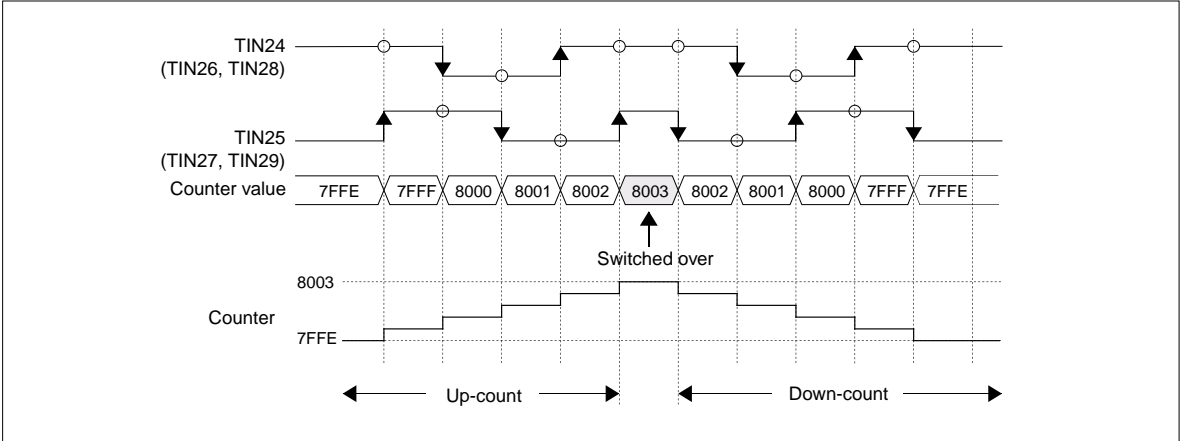 TIN24
(TIN26, TIN28)
TIN25
(TIN27, TIN29)
Counter value 7FFE 7FFF 8000 8001 8002 8003 8002 8001 8000 7FFF 7FFE
Switched over
8003
Counter
7FFE
Up-count Down-count